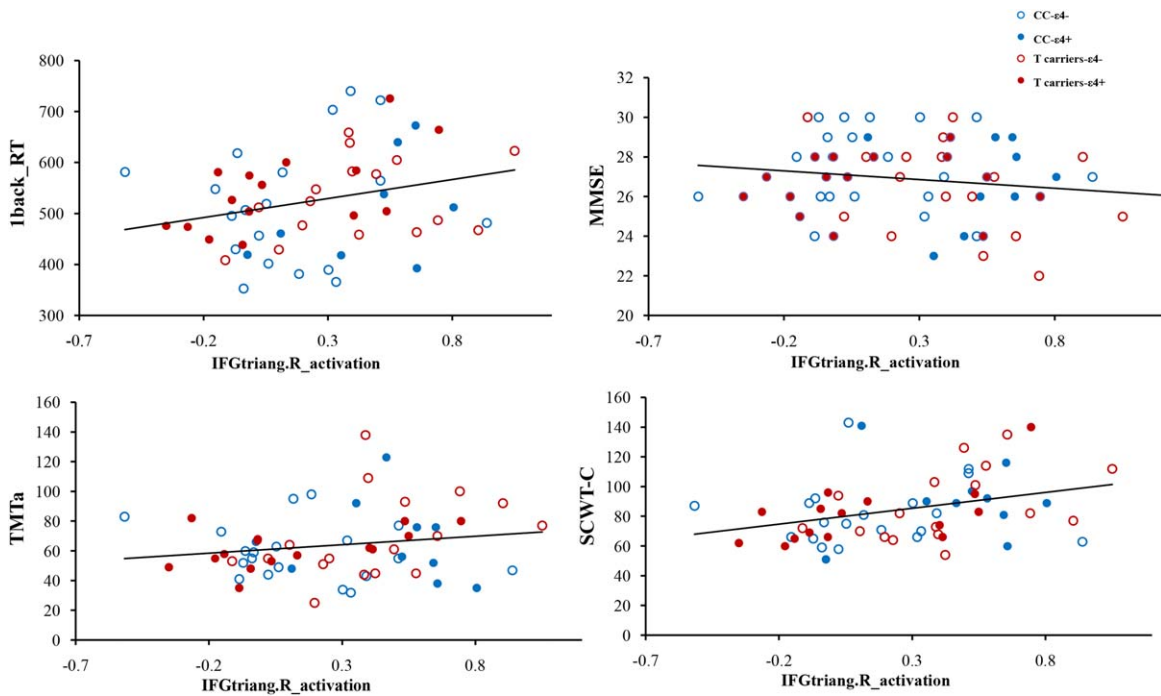 CC-ε4-
CC-ε4+
T carriers-ε4-
T carriers-ε4+
1back_RT
800
700
600
500
400
300
-0.7 -0.2 0.3 0.8
IFGtriang.R_activation
MMSE
32
30
28
26
24
22
20
-0.7 -0.2 0.3 0.8
IFGtriang.R_activation
TMTa
160
140
120
100
80
60
40
20
0
-0.7 -0.2 0.3 0.8
IFGtriang.R_activation
SCWT-C
160
140
120
100
80
60
40
20
0
-0.7 -0.2 0.3 0.8
IFGtriang.R_activation